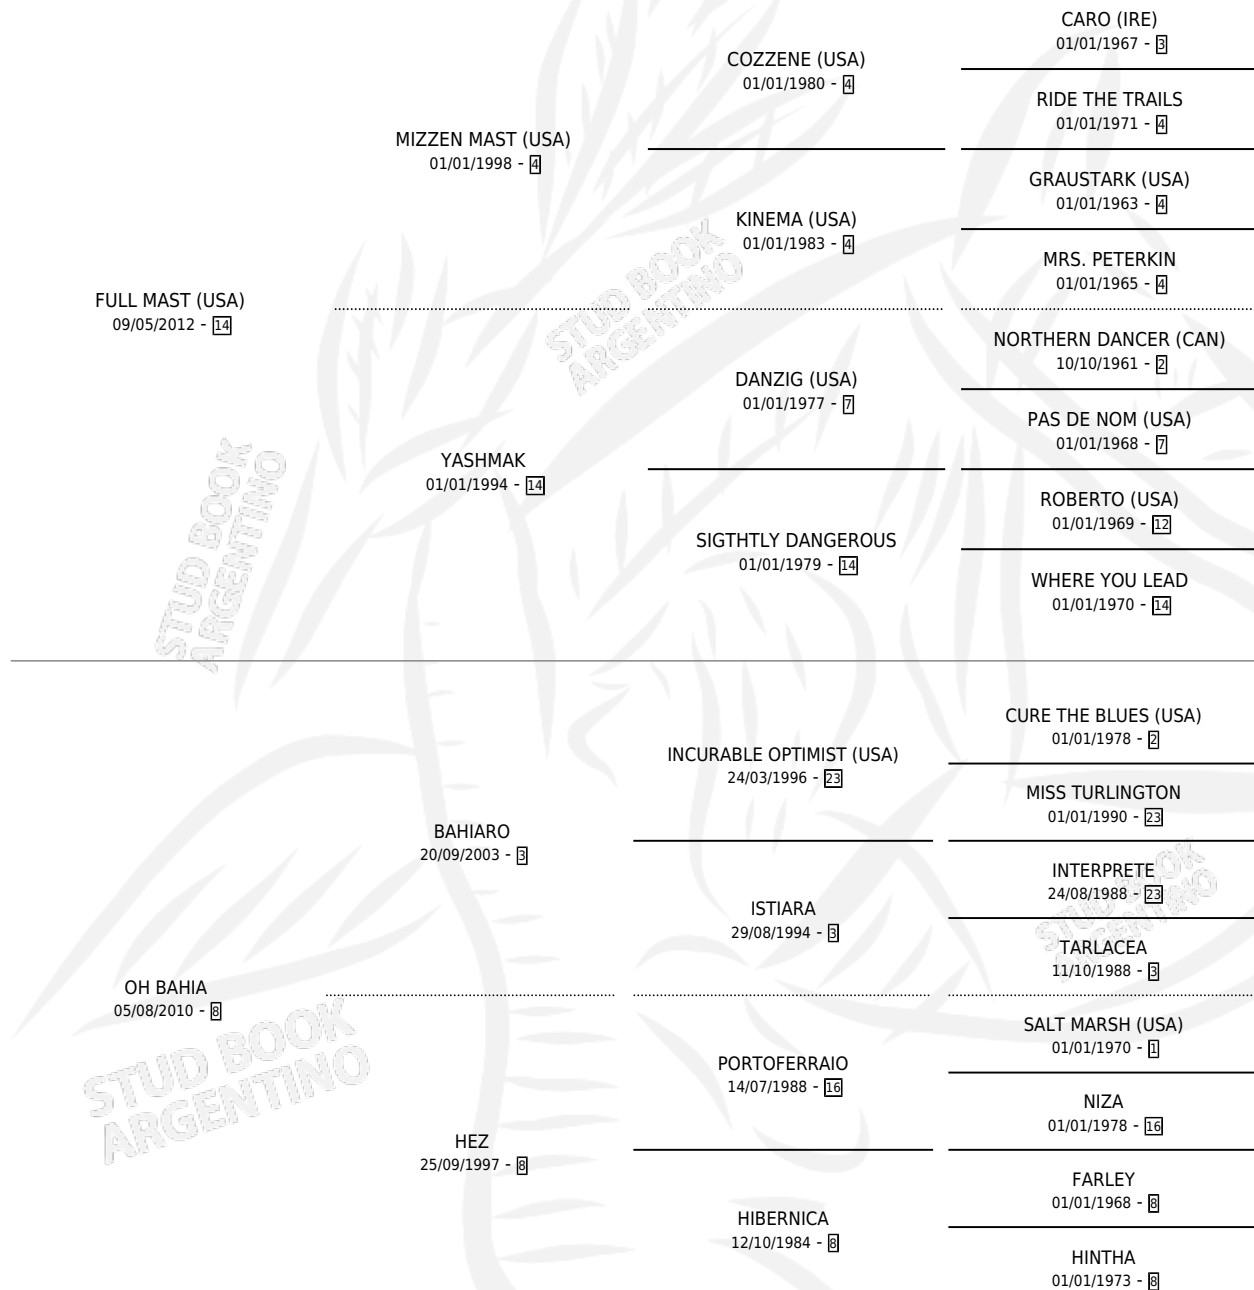 CARO (IRE)
01/01/1967 - 3
COZZENE (USA)
01/01/1980 - 4
RIDE THE TRAILS
01/01/1971 - 4
MIZZEN MAST (USA)
01/01/1998 - 4
GRAUSTARK (USA)
01/01/1963 - 4
KINEMA (USA)
01/01/1983 - 4
MRS. PETERKIN
01/01/1965 - 4
FULL MAST (USA)
09/05/2012 - 14
NORTHERN DANCER (CAN)
10/10/1961 - 2
DANZIG (USA)
01/01/1977 - 7
PAS DE NOM (USA)
01/01/1968 - 7
YASHMAK
01/01/1994 - 14
ROBERTO (USA)
01/01/1969 - 12
SIGTHTLY DANGEROUS
01/01/1979 - 14
WHERE YOU LEAD
01/01/1970 - 14
CURE THE BLUES (USA)
01/01/1978 - 2
INCURABLE OPTIMIST (USA)
24/03/1996 - 23
MISS TURLINGTON
01/01/1990 - 23
BAHIARO
20/09/2003 - 3
INTERPRETE
24/08/1988 - 23
ISTIARA
29/08/1994 - 3
TARLACEA
11/10/1988 - 3
OH BAHIA
05/08/2010 - 8
SALT MARSH (USA)
01/01/1970 - 1
PORTOFERRAIO
14/07/1988 - 16
NIZA
01/01/1978 - 16
HEZ
25/09/1997 - 8
FARLEY
01/01/1968 - 8
HIBERNICA
12/10/1984 - 8
HINTHA
01/01/1973 - 8
STUD BOOK
ARGENTINO
STUD BOOK
ARGENTINO
STUD BOOK
ARGENTINO
STUD BOOK
ARGENTINO